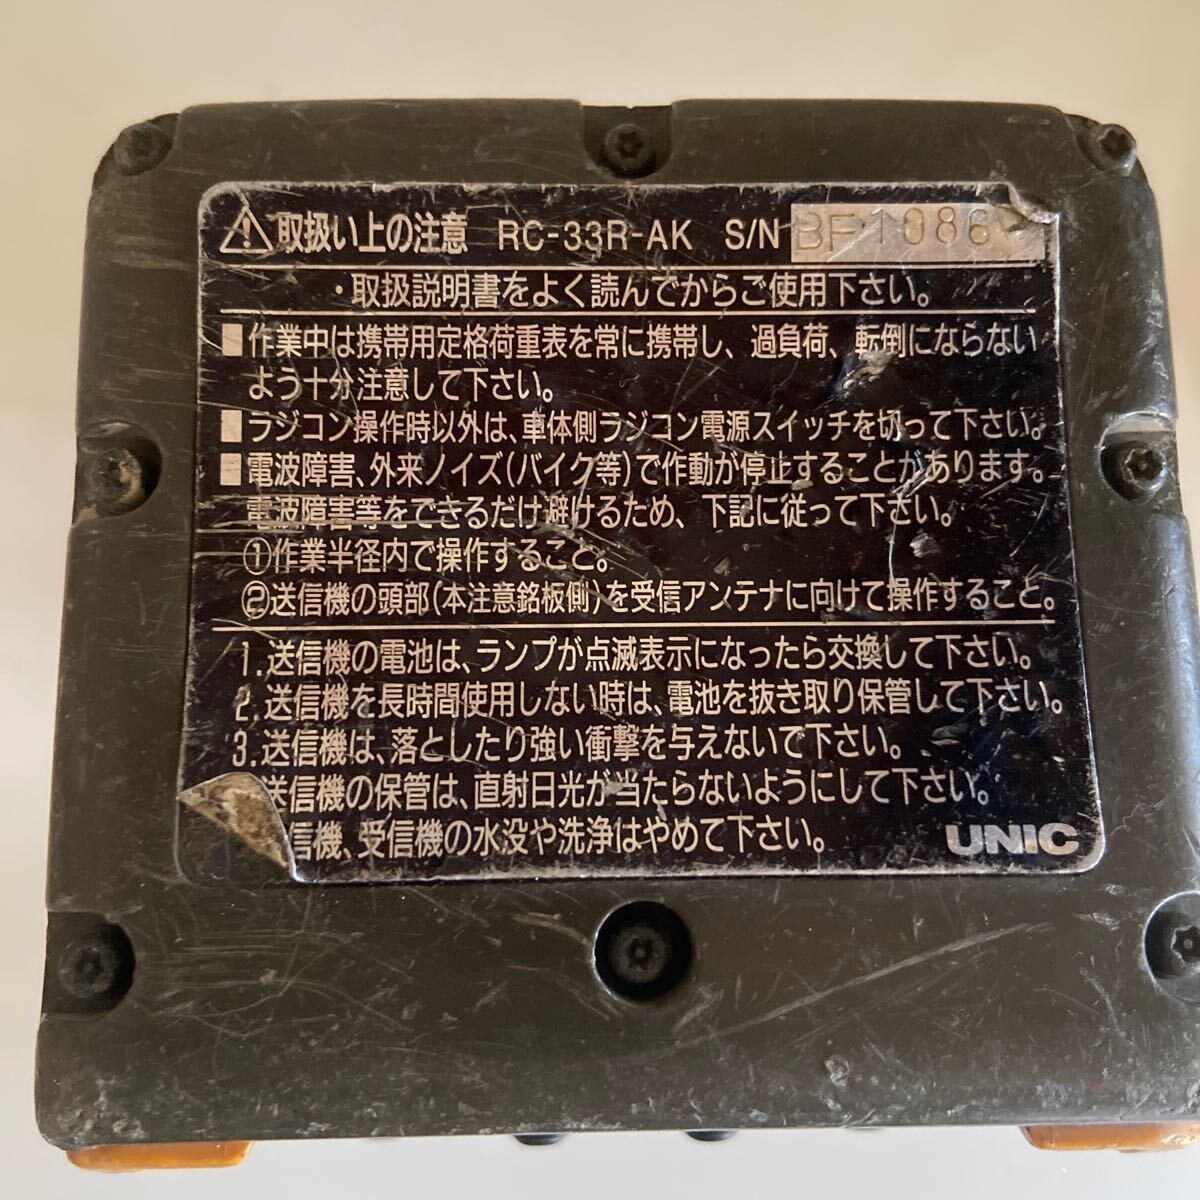 取扱い上の注意 RC-33R-AK S/N
・取扱説明書をよく読んでからご使用下さい。
■作業中は携帯用定格荷重表を常に携帯し、過負荷、転倒にならない
よう十分注意して下さい。
■ラジコン操作時以外は、車体側ラジコン電源スイッチを切って下さい。
■電波障害、外来ノイズ(バイク等)で作動が停止することがあります。
電波障害等をできるだけ避けるため、下記に従って下さい。
①作業半径内で操作すること。
②送信機の頭部(本注意銘板側)を受信アンテナに向けて操作すること。
1.送信機の電池は、ランプが点滅表示になったら交換して下さい。
2.送信機を長時間使用しない時は、電池を抜き取り保管して下さい。
3.送信機は、落としたり強い衝撃を与えないで下さい。
送信機の保管は、直射日光が当たらないようにして下さい。
信機、受信機の水没や洗浄はやめて下さい。
UNIC